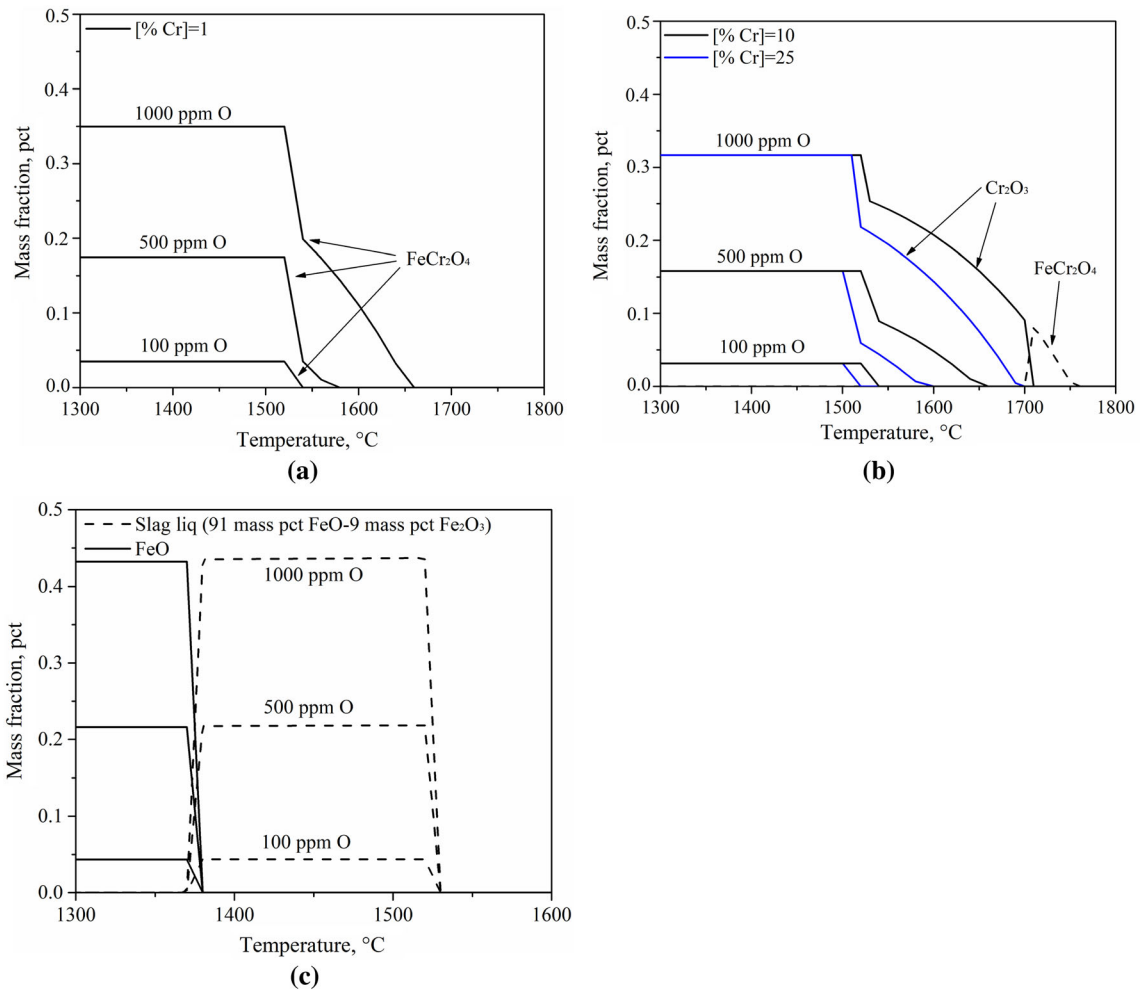 [% Cr]=1
0.5
0.4
0.3
0.2
0.1
0.0
Mass fraction, pct
1000 ppm O
500 ppm O
100 ppm O
FeCr₂O₄
1300 1400 1500 1600 1700 1800
Temperature, °C
(a)
[% Cr]=10
[% Cr]=25
0.5
0.4
0.3
0.2
0.1
0.0
Mass fraction, pct
1000 ppm O
Cr₂O₃
500 ppm O
FeCr₂O₄
100 ppm O
1300 1400 1500 1600 1700 1800
Temperature, °C
(b)
Slag liq (91 mass pct FeO-9 mass pct Fe₂O₃)
FeO
0.5
0.4
0.3
0.2
0.1
0.0
Mass fraction, pct
1000 ppm O
500 ppm O
100 ppm O
1300 1400 1500 1600
Temperature, °C
(c)